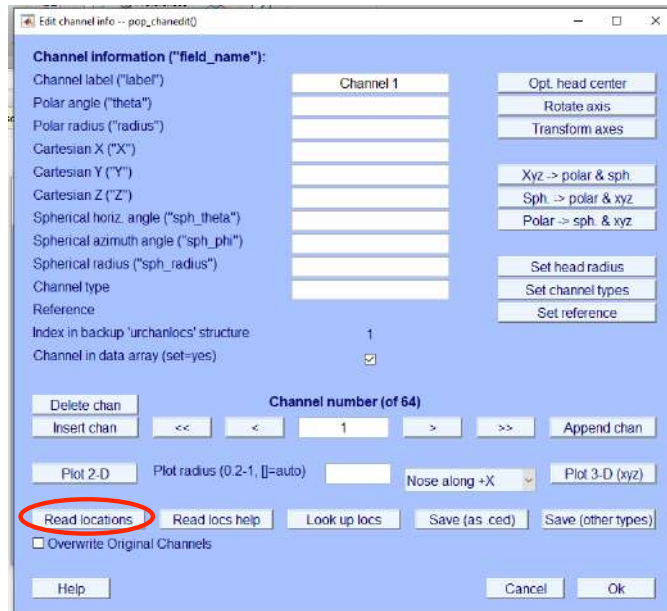 Edit channel info -- pop_chanedit()
Channel information ("field_name"):
Channel label ("label") Channel 1 Opt. head center
Polar angle ("theta") Rotate axis
Polar radius ("radius") Transform axes
Cartesian X ("X")
Cartesian Y ("Y") Xyz -> polar & sph.
Cartesian Z ("Z") Sph. -> polar & xyz
Spherical horiz. angle ("sph_theta") Polar -> sph. & xyz
Spherical azimuth angle ("sph_phi")
Spherical radius ("sph_radius") Set head radius
Channel type Set channel types
Reference Set reference
Index in backup 'urchanlocs' structure 1
Channel in data array (set=yes)
Delete chan Channel number (of 64)
Insert chan << < 1 > >> Append chan
Plot 2-D Plot radius (0.2-1, []=auto) Nose along +X Plot 3-D (xyz)
Read locations Read locs help Look up locs Save (as .ced) Save (other types)
Overwrite Original Channels
Help Cancel Ok